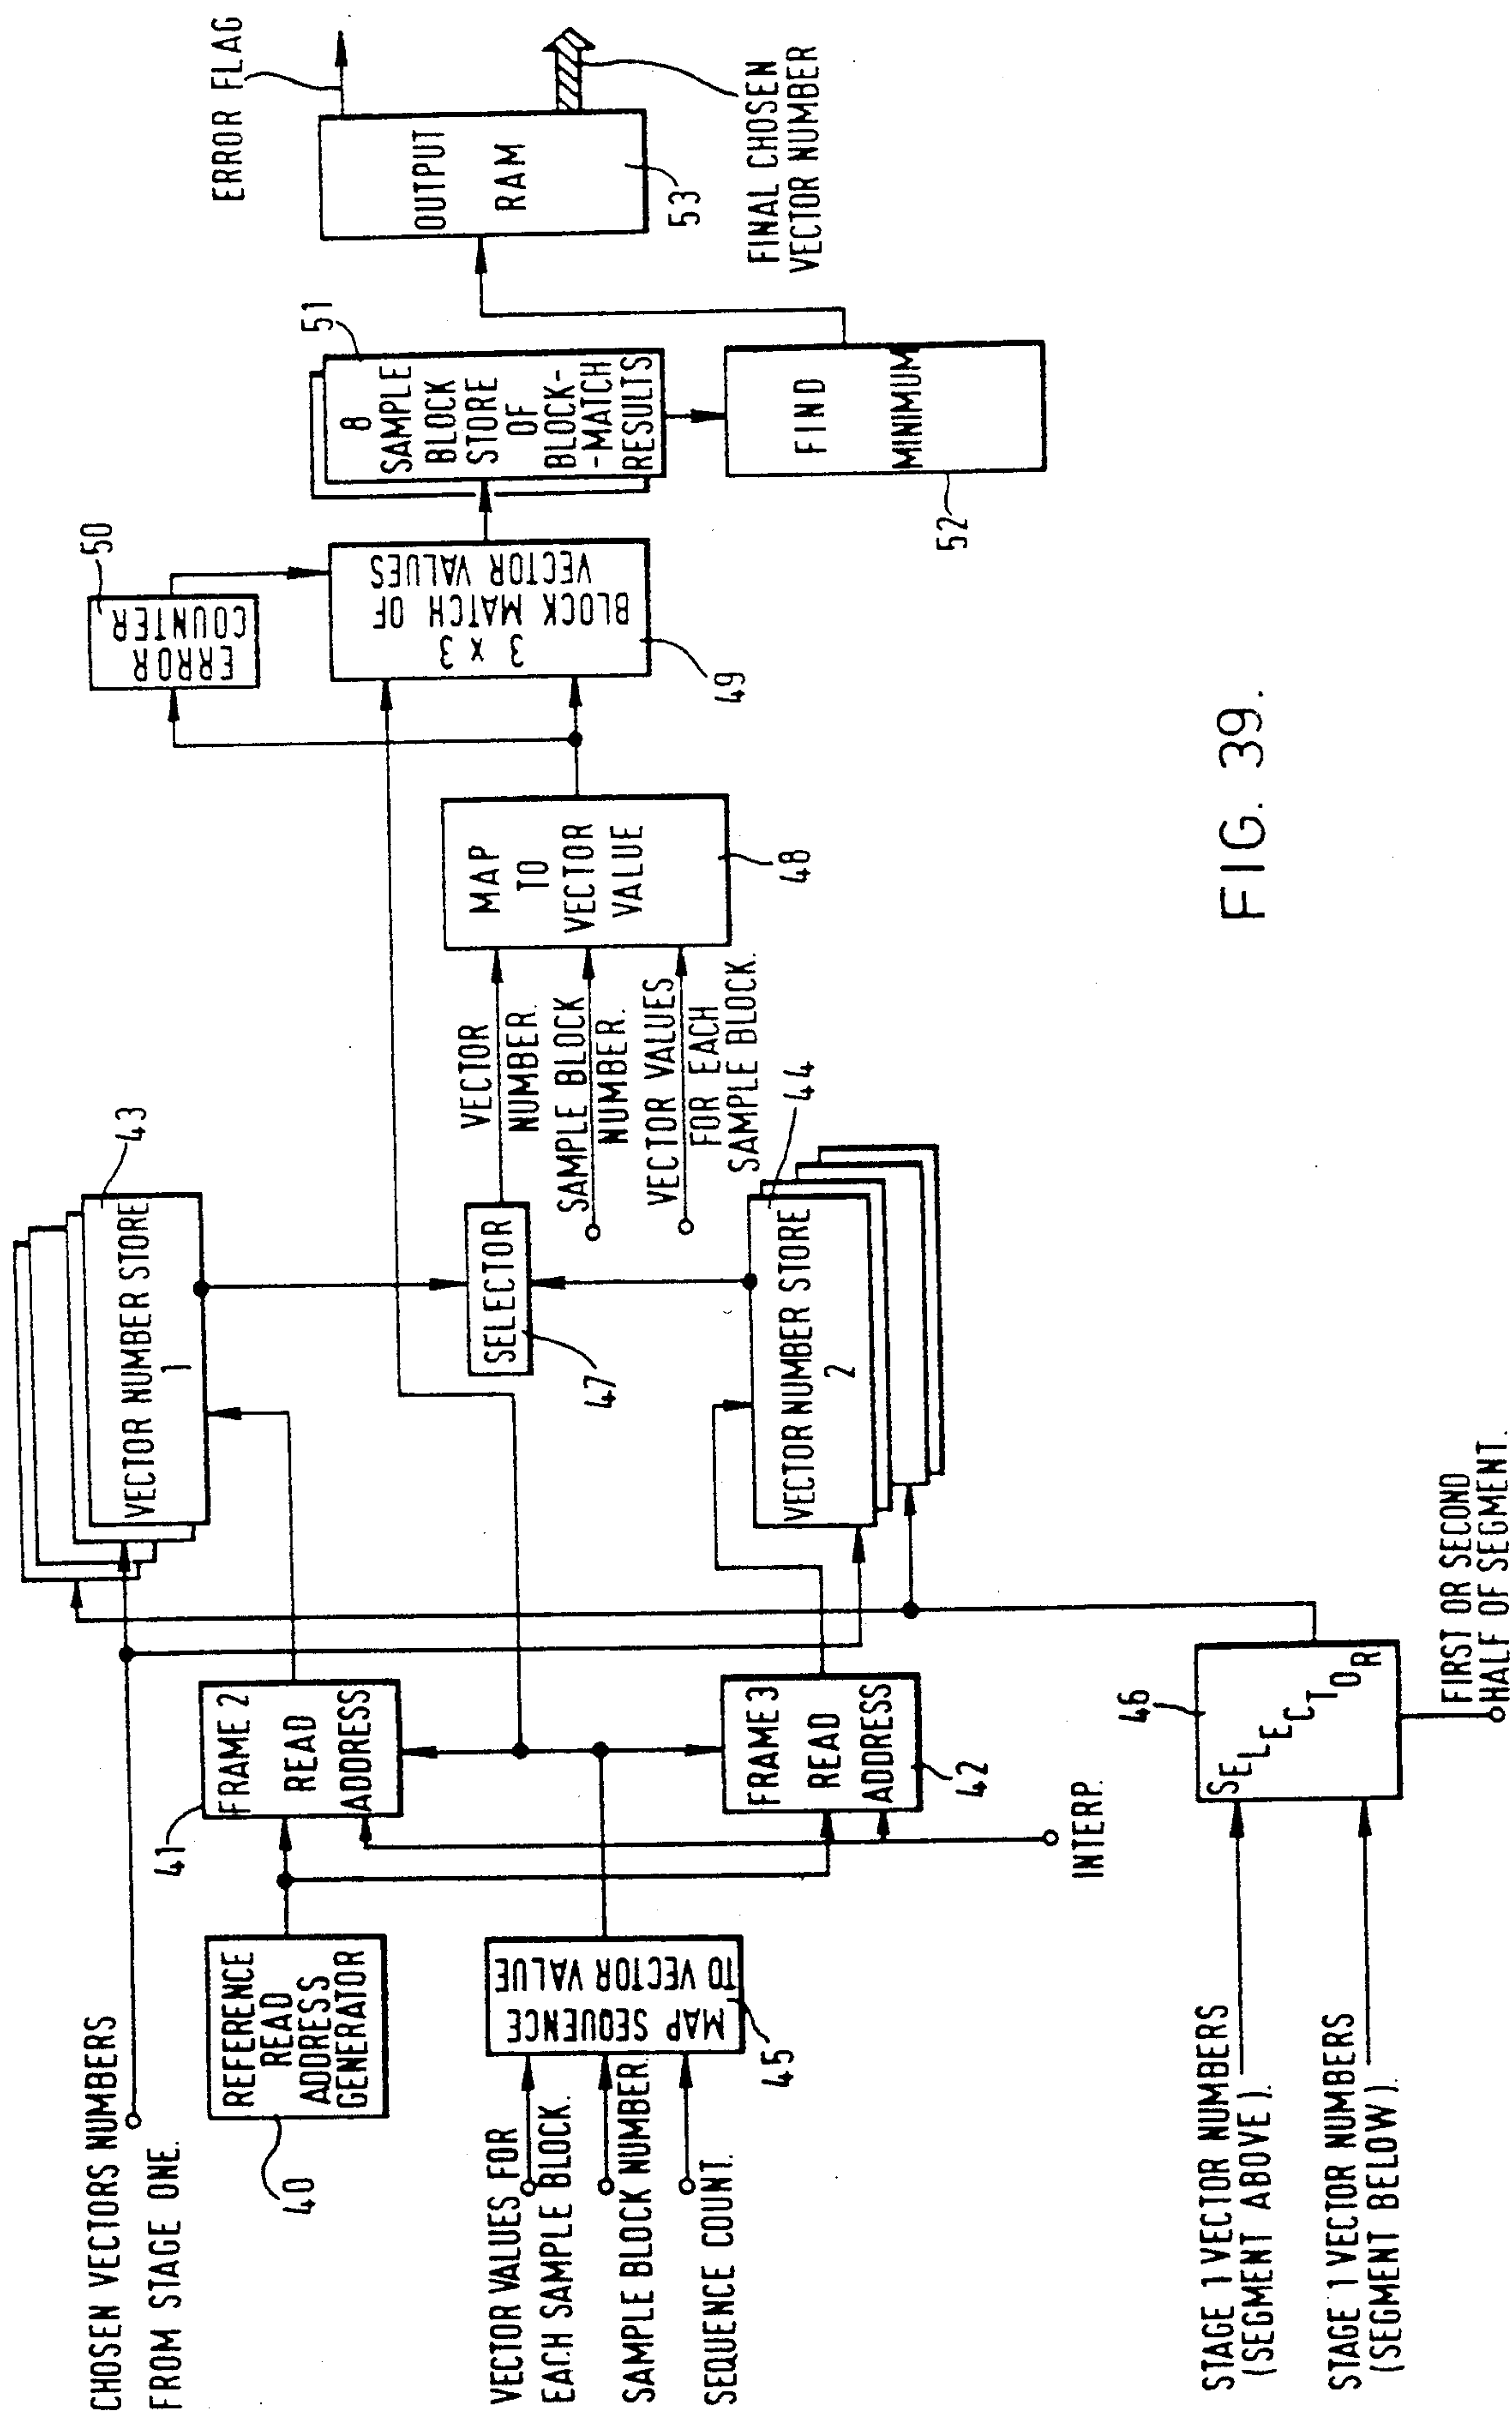 CHOSEN VECTORS NUMBERS
FROM STAGE ONE.
REFERENCE
READ
ADDRESS
GENERATOR
40
VECTOR VALUES FOR
EACH SAMPLE BLOCK.
SAMPLE BLOCK NUMBER.
SEQUENCE COUNT.
MAP SEQUENCE
TO VECTOR VALUE
45
STAGE 1 VECTOR NUMBERS
(SEGMENT ABOVE).
STAGE 1 VECTOR NUMBERS
(SEGMENT BELOW).
41
FRAME 2
READ
ADDRESS
FRAME 3
READ
ADDRESS
42
INTERP.
46
SELECTOR
FIRST OR SECOND
HALF OF SEGMENT.
43
VECTOR NUMBER STORE
1
SELECTOR
47
VECTOR NUMBER STORE
2
44
VECTOR
NUMBER.
SAMPLE BLOCK
NUMBER.
VECTOR VALUES
FOR EACH
SAMPLE BLOCK.
MAP
TO
VECTOR
VALUE
48
50
ERROR
COUNTER
3 x 3
BLOCK MATCH OF
VECTOR VALUES
49
51
8
SAMPLE
BLOCK
STORE
OF
BLOCK-
-MATCH
RESULTS
FIND
MINIMUM
52
ERROR FLAG
OUTPUT
RAM
53
FINAL CHOSEN
VECTOR NUMBER
FIG. 39.